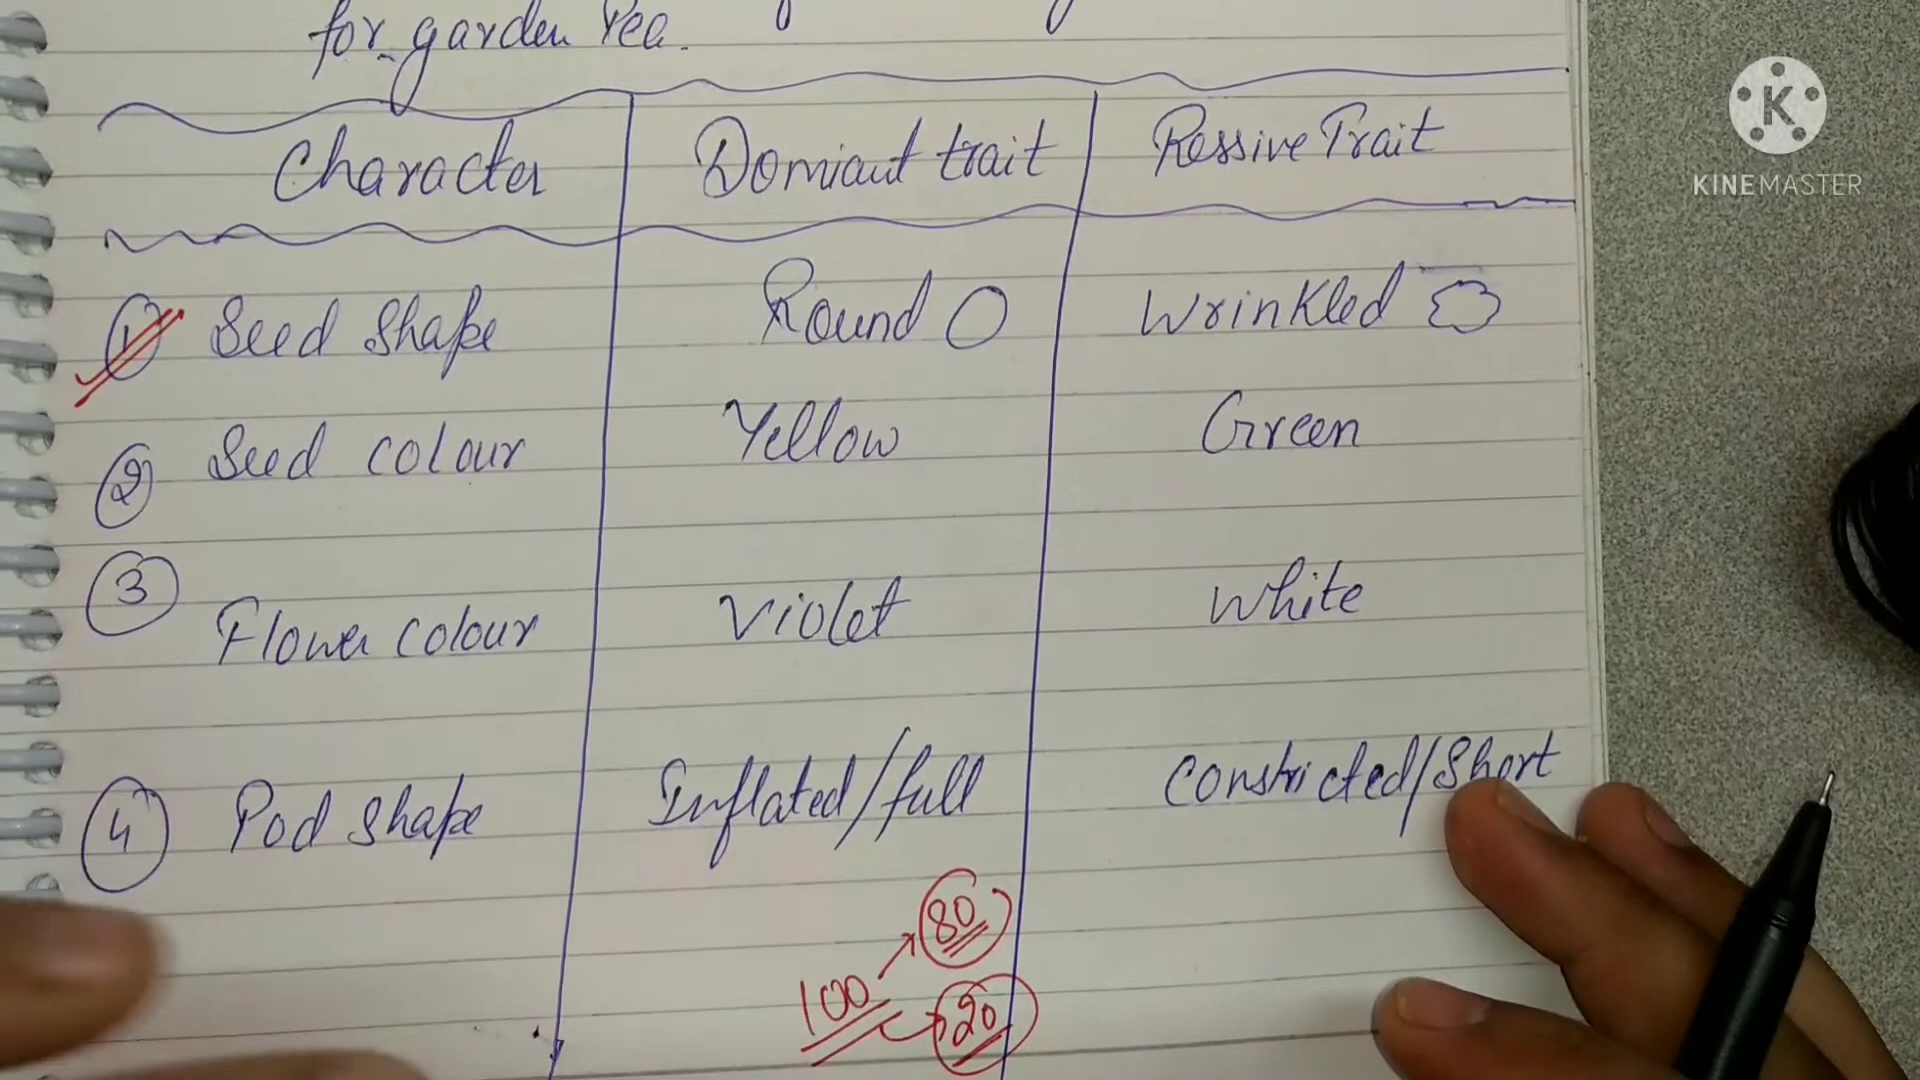 for garden Pea.
Character Domiant trait Ressive Trait
① Seed Shape Round Wrinkled
② Seed colour Yellow Green
③ Flower colour Violet White
④ Pod Shape Inflated/full Constricted/Short
80
100
20
K
KINEMASTER